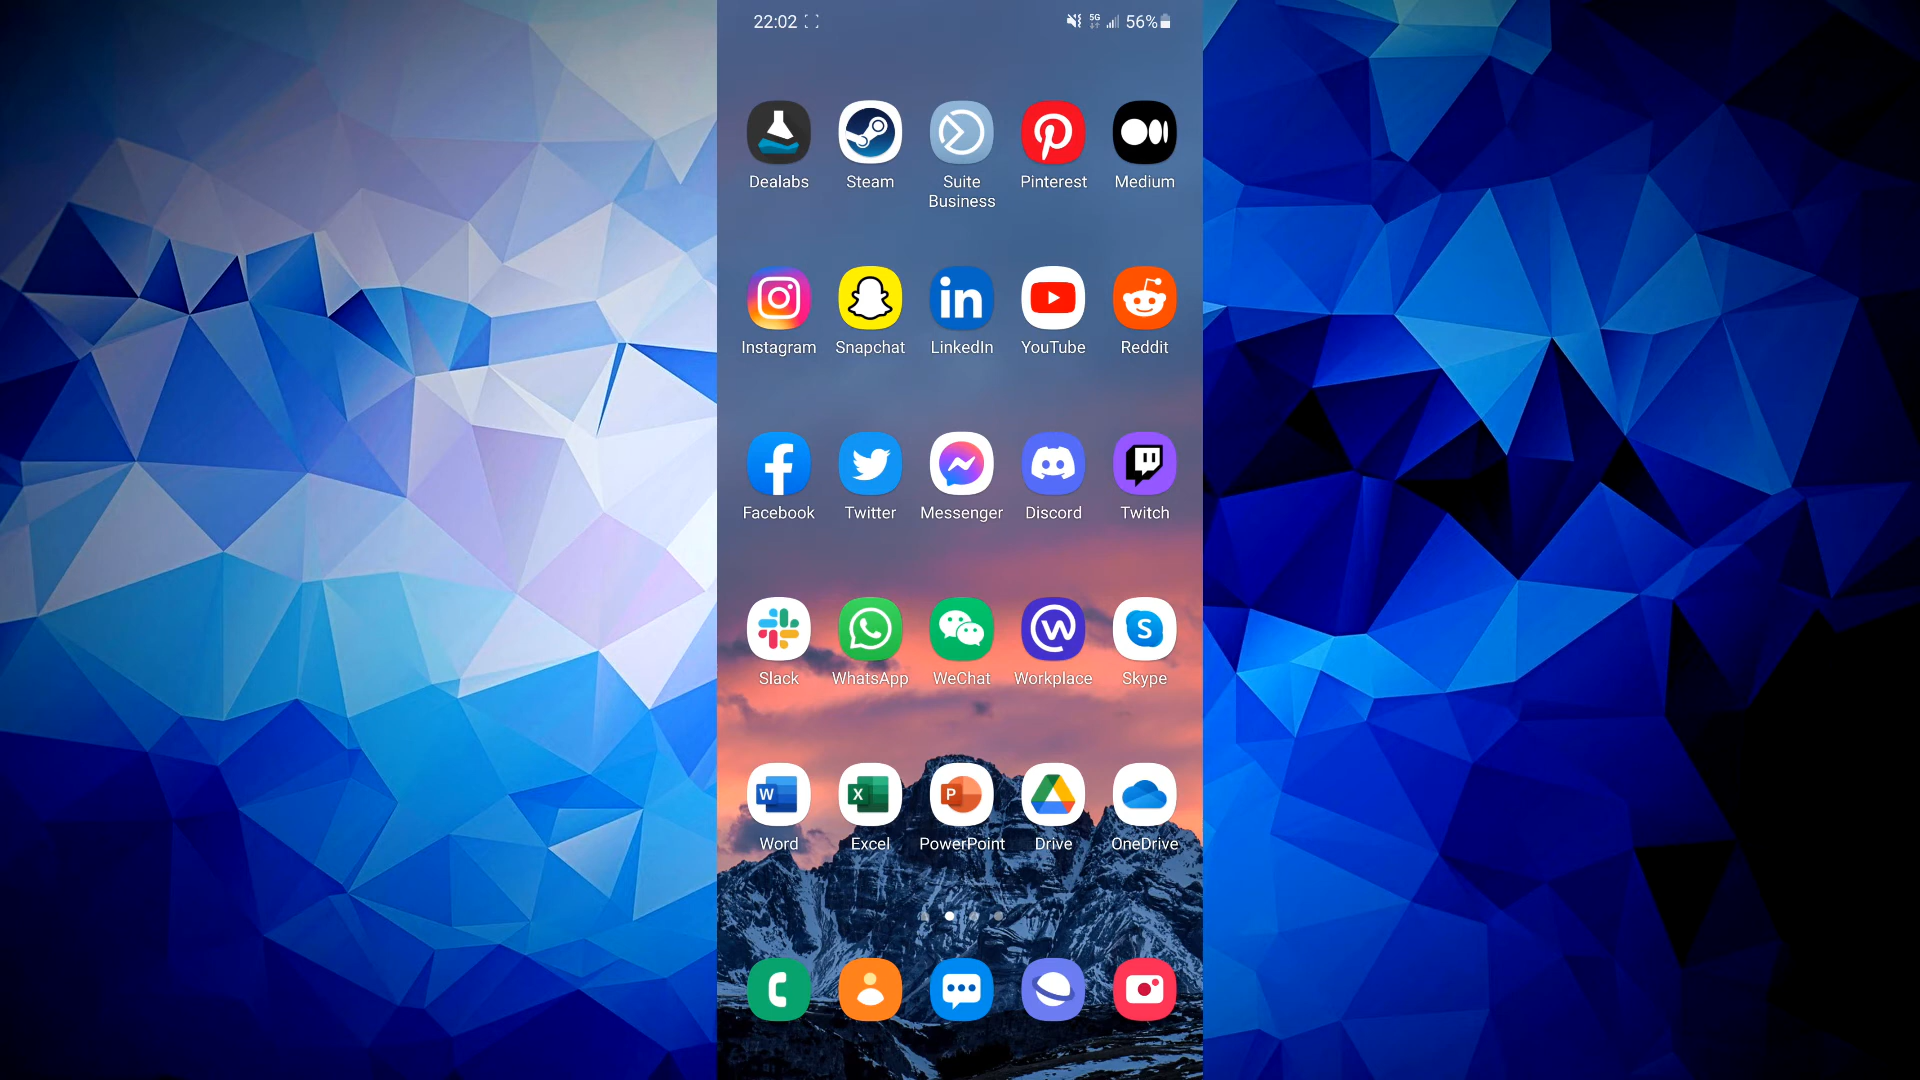 22:02 5G 56%
Dealabs Steam Suite Business Pinterest Medium
Instagram Snapchat LinkedIn YouTube Reddit
Facebook Twitter Messenger Discord Twitch
Slack WhatsApp WeChat Workplace Skype
W X P
Word Excel PowerPoint Drive OneDrive